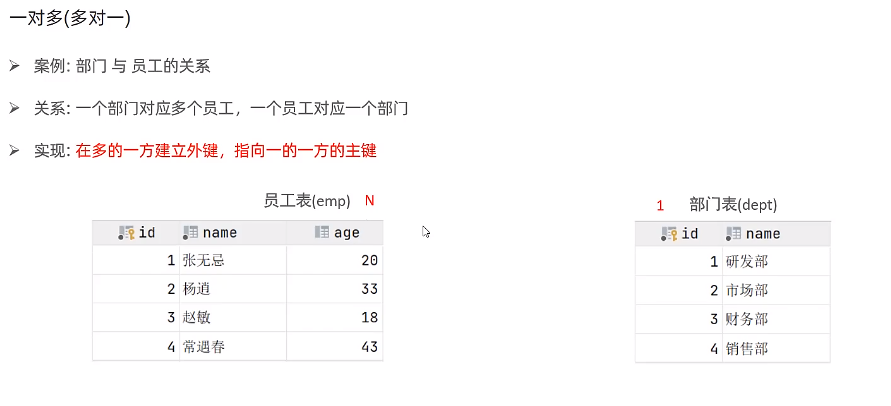 一对多(多对一)
案例: 部门 与 员工的关系
关系: 一个部门对应多个员工，一个员工对应一个部门
实现: 在多的一方建立外键，指向一的一方的主键
员工表(emp) N
id name age
1 张无忌 20
2 杨逍 33
3 赵敏 18
4 常遇春 43
1 部门表(dept)
id name
1 研发部
2 市场部
3 财务部
4 销售部